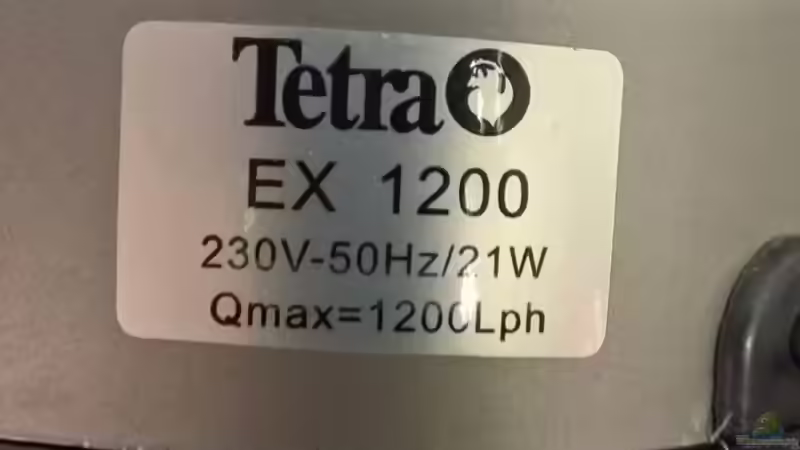 Tetra
EX 1200
230V-50Hz/21W
Qmax=1200Lph